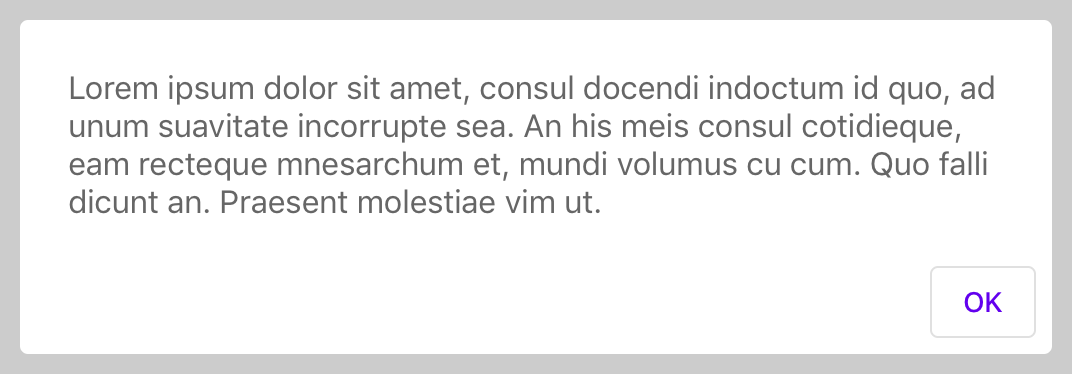 Lorem ipsum dolor sit amet, consul docendi indoctum id quo, ad
unum suavitate incorrupte sea. An his meis consul cotidieque,
eam recteque mnesarchum et, mundi volumus cu cum. Quo falli
dicunt an. Praesent molestiae vim ut.
OK